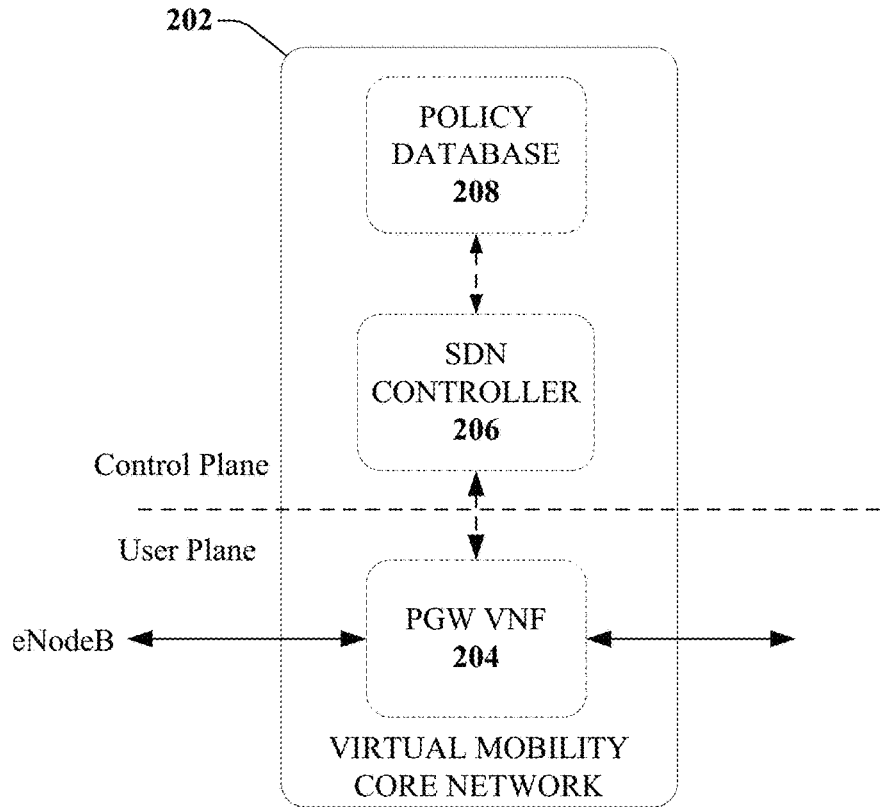 202
POLICY
DATABASE
208
SDN
CONTROLLER
206
Control Plane
User Plane
eNodeB
PGW VNF
204
VIRTUAL MOBILITY
CORE NETWORK